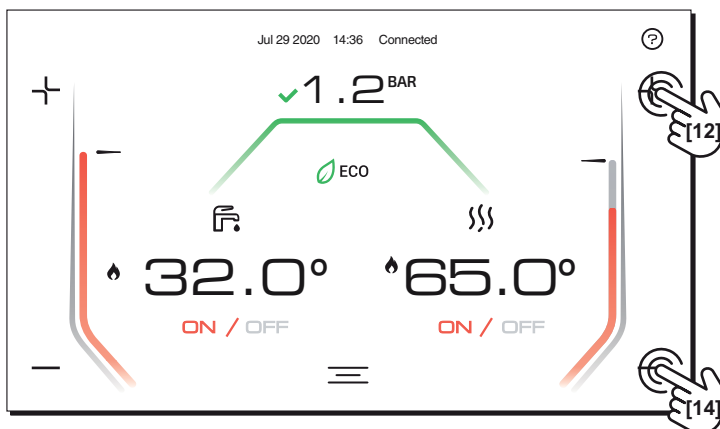 Jul 29 2020 14:36 Connected
?
1.2 BAR
[12]
ECO
32.0° 65.0°
ON / OFF ON / OFF
[14]